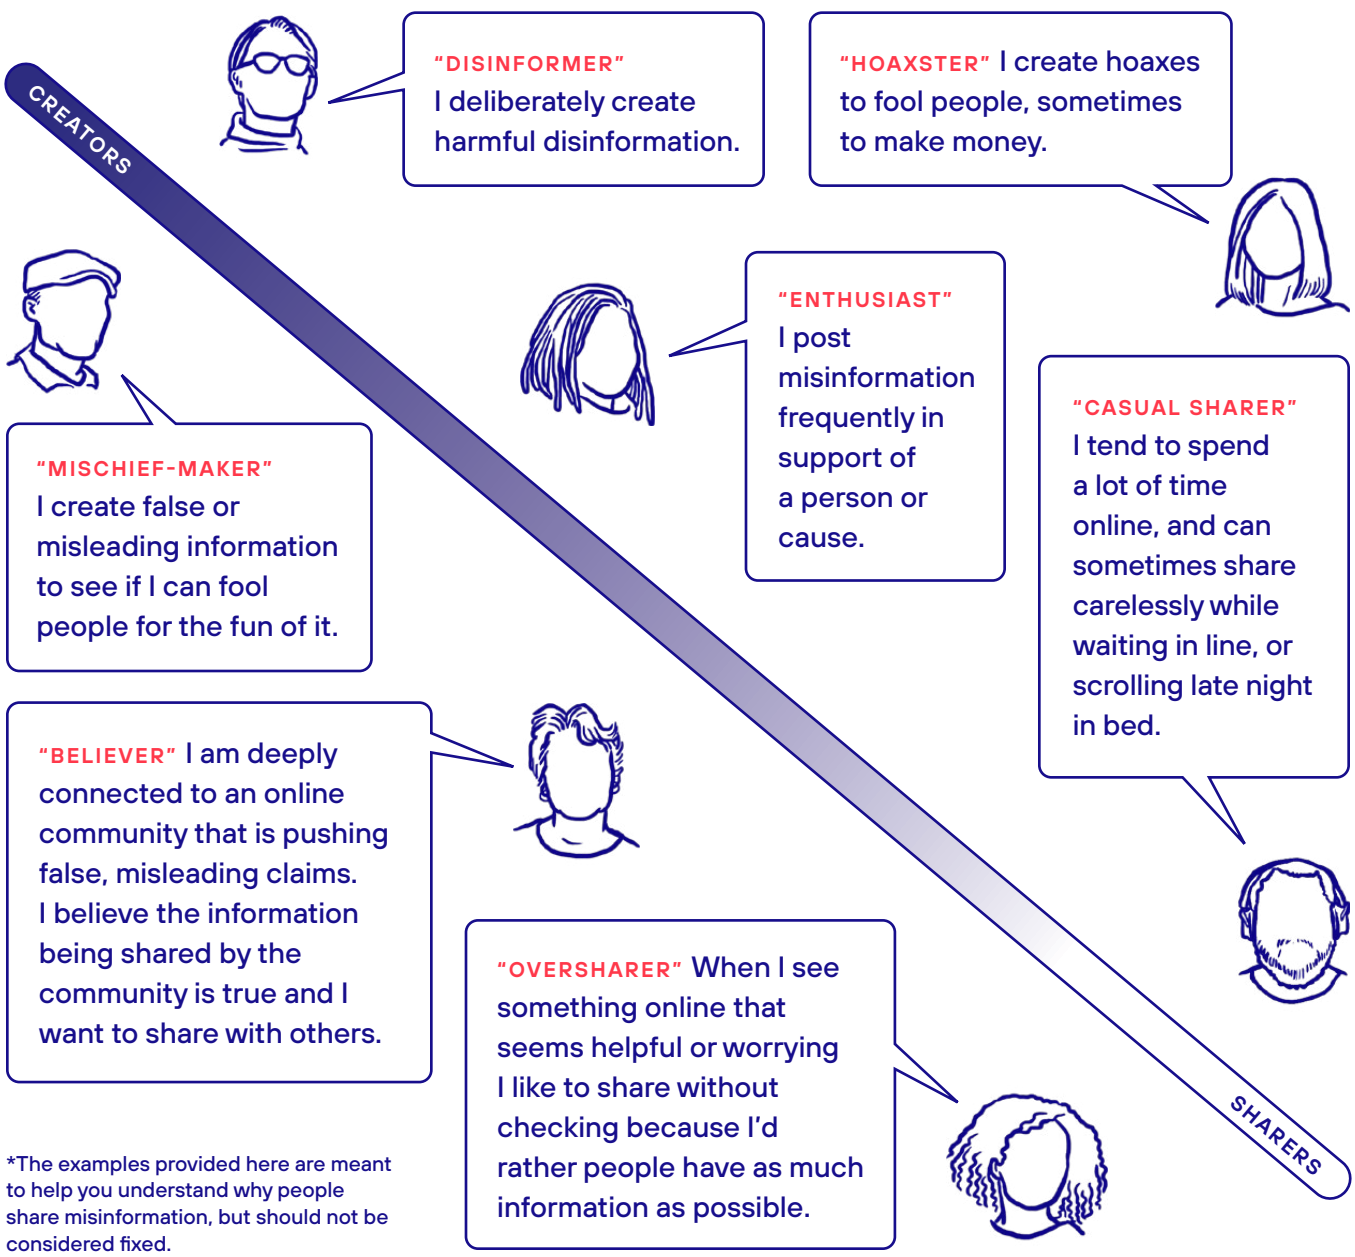 CREATORS
“DISINFORMER”
I deliberately create
harmful disinformation.
“HOAXSTER” I create hoaxes
to fool people, sometimes
to make money.
“MISCHIEF-MAKER”
I create false or
misleading information
to see if I can fool
people for the fun of it.
“ENTHUSIAST”
I post
misinformation
frequently in
support of
a person or
cause.
“CASUAL SHARER”
I tend to spend
a lot of time
online, and can
sometimes share
carelessly while
waiting in line, or
scrolling late night
in bed.
“BELIEVER” I am deeply
connected to an online
community that is pushing
false, misleading claims.
I believe the information
being shared by the
community is true and I
want to share with others.
“OVERSHARER” When I see
something online that
seems helpful or worrying
I like to share without
checking because I’d
rather people have as much
information as possible.
SHARERS
*The examples provided here are meant
to help you understand why people
share misinformation, but should not be
considered fixed.